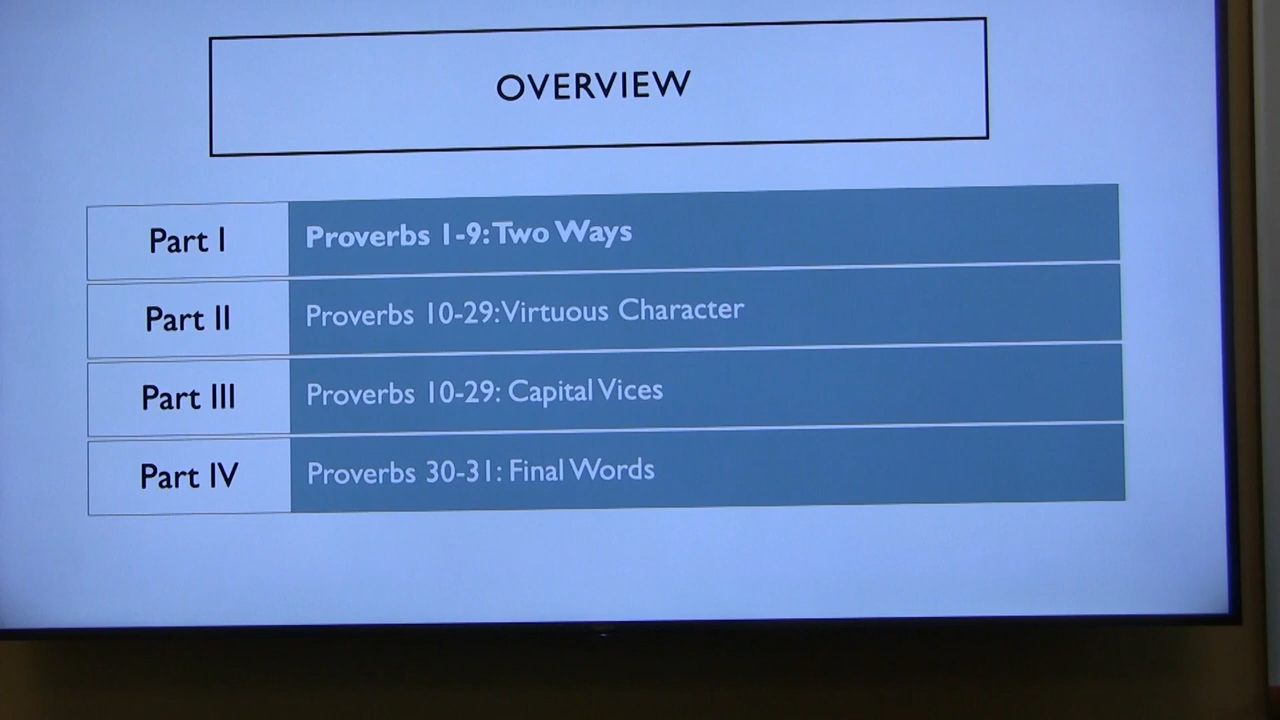 OVERVIEW
Part I Proverbs 1-9: Two Ways
Part II Proverbs 10-29: Virtuous Character
Part III Proverbs 10-29: Capital Vices
Part IV Proverbs 30-31: Final Words